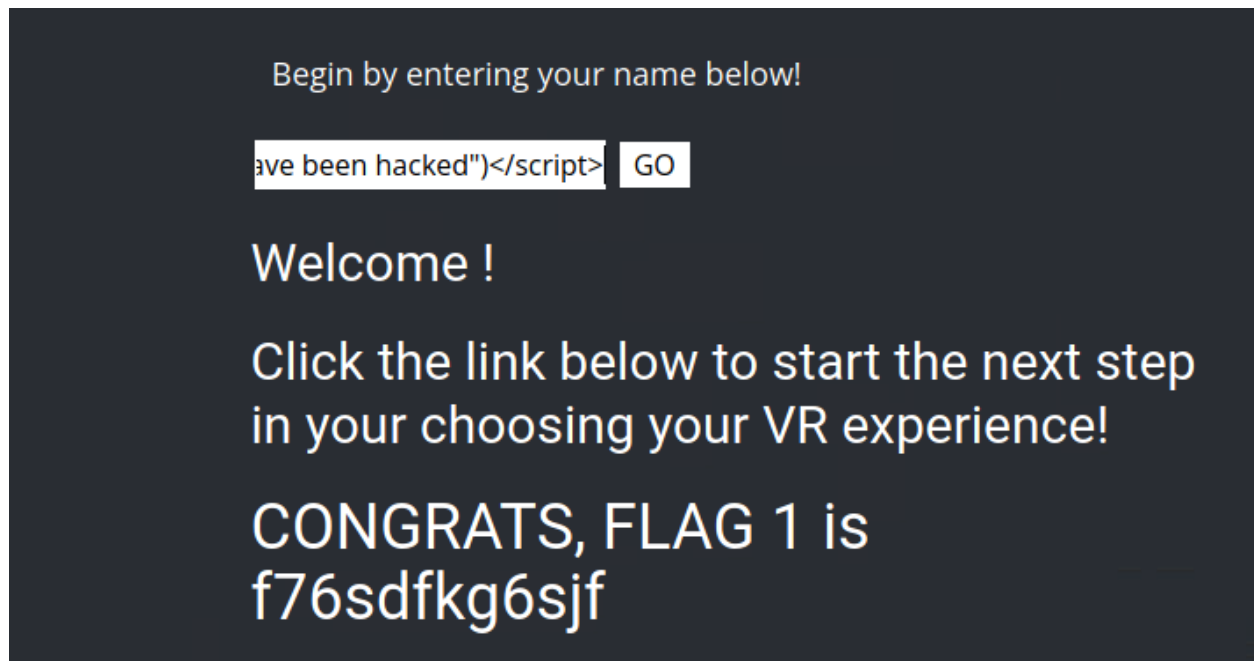 Begin by entering your name below!
ave been hacked")</script> GO
Welcome !
Click the link below to start the next step
in your choosing your VR experience!
CONGRATS, FLAG 1 is
f76sdfkg6sjf